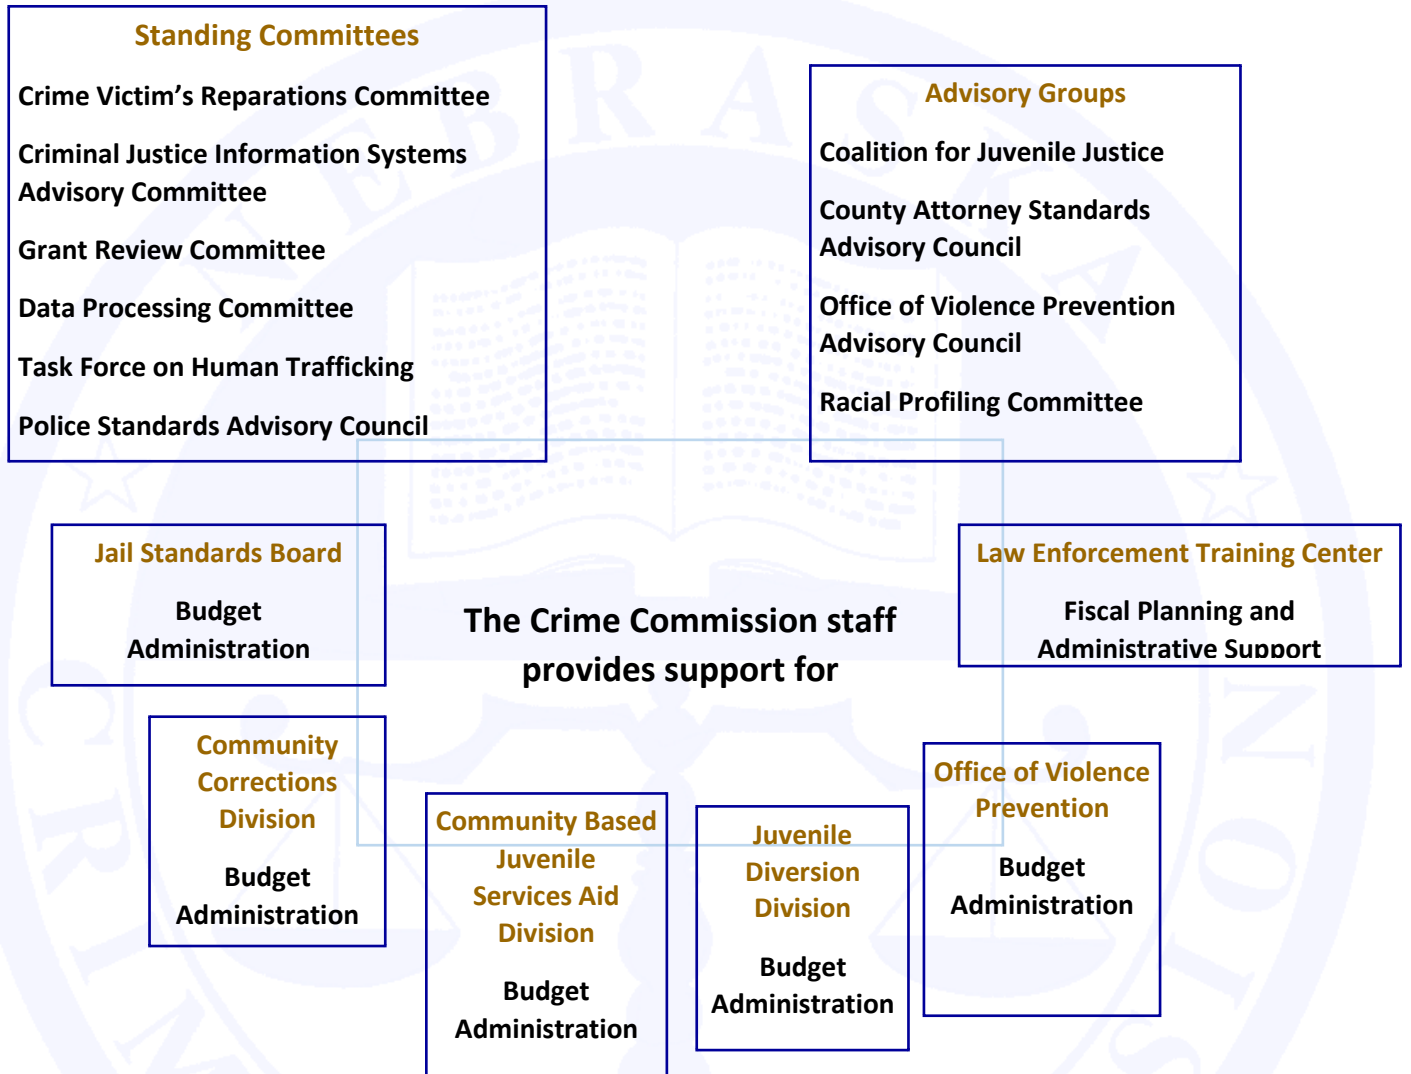 Standing Committees
Crime Victim’s Reparations Committee
Criminal Justice Information Systems
Advisory Committee
Grant Review Committee
Data Processing Committee
Task Force on Human Trafficking
Police Standards Advisory Council
Advisory Groups
Coalition for Juvenile Justice
County Attorney Standards
Advisory Council
Office of Violence Prevention
Advisory Council
Racial Profiling Committee
Jail Standards Board
Budget
Administration
The Crime Commission staff
provides support for
Law Enforcement Training Center
Fiscal Planning and
Administrative Support
Community
Corrections
Division
Budget
Administration
Community Based
Juvenile
Services Aid
Division
Budget
Administration
Juvenile
Diversion
Division
Budget
Administration
Office of Violence
Prevention
Budget
Administration
NEBRASKA